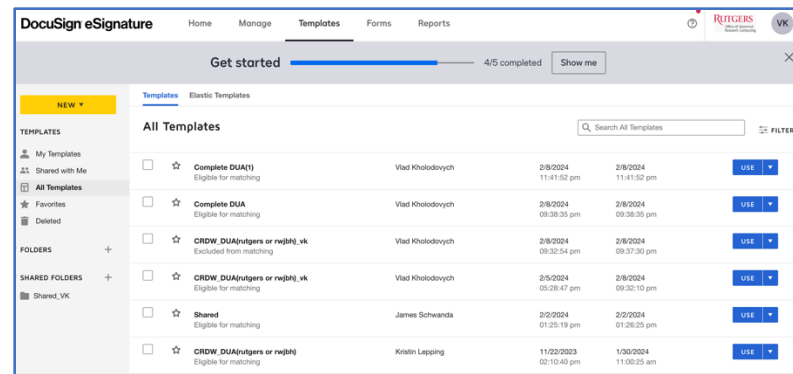 DocuSign eSignature Home Manage Templates Forms Reports RUTGERS VK
Office of Advanced
Research Computing
Get started 4/5 completed Show me
NEW
Templates Elastic Templates
TEMPLATES
My Templates
Shared with Me
All Templates
Favorites
Deleted
FOLDERS
SHARED FOLDERS
Shared_VK
All Templates Search All Templates FILTER
Complete DUA(1) Vlad Kholodovych 2/8/2024 2/8/2024 USE
Eligible for matching 11:41:52 pm 11:41:52 pm
Complete DUA Vlad Kholodovych 2/8/2024 2/8/2024 USE
Eligible for matching 09:38:35 pm 09:38:35 pm
CRDW_DUA(rutgers or rwjbh)_vk Vlad Kholodovych 2/8/2024 2/8/2024 USE
Excluded from matching 09:32:54 pm 09:37:30 pm
CRDW_DUA(rutgers or rwjbh)_vk Vlad Kholodovych 2/5/2024 2/8/2024 USE
Eligible for matching 05:28:47 pm 09:32:10 pm
Shared James Schwanda 2/2/2024 2/2/2024 USE
Eligible for matching 01:25:19 pm 01:26:25 pm
CRDW_DUA(rutgers or rwjbh) Kristin Lepping 11/22/2023 1/30/2024 USE
Eligible for matching 02:10:40 pm 11:00:25 am